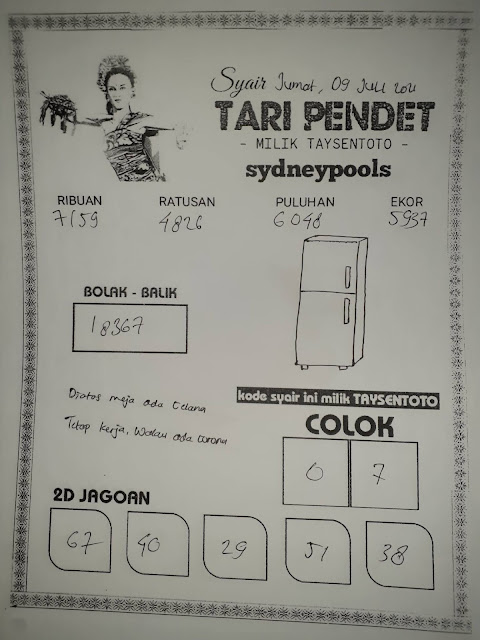 Syair Jumat, 09 Juli 2021
TARI PENDET
- MILIK TAYSENTOTO -
sydneypools
RIBUAN RATUSAN PULUHAN EKOR
7159 4826 6048 5937
BOLAK - BALIK
18367
Diatas meja ada Celana
Tetap kerja, Walau ada corona
kode syair ini milik TAYSENTOTO
COLOK
0 7
2D JAGOAN
67 40 29 51 38